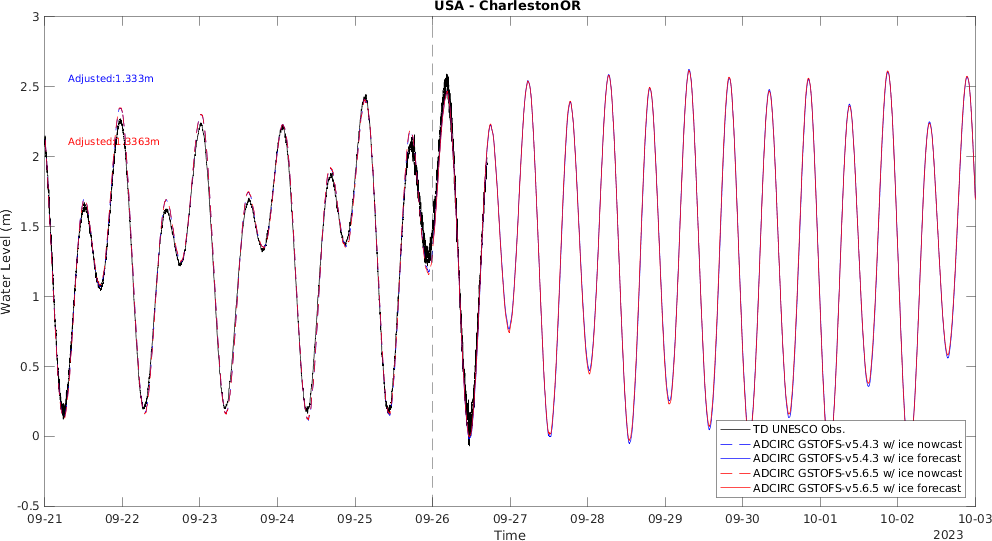 USA - CharlestonOR
3
2.5
2
1.5
1
0.5
0
-0.5
Water Level (m)
Adjusted:1.333m
Adjusted:1.3363m
TD UNESCO Obs.
ADCIRC GSTOFS-v5.4.3 w/ ice nowcast
ADCIRC GSTOFS-v5.4.3 w/ ice forecast
ADCIRC GSTOFS-v5.6.5 w/ ice nowcast
ADCIRC GSTOFS-v5.6.5 w/ ice forecast
09-21 09-22 09-23 09-24 09-25 09-26 09-27 09-28 09-29 09-30 10-01 10-02 10-03
Time
2023